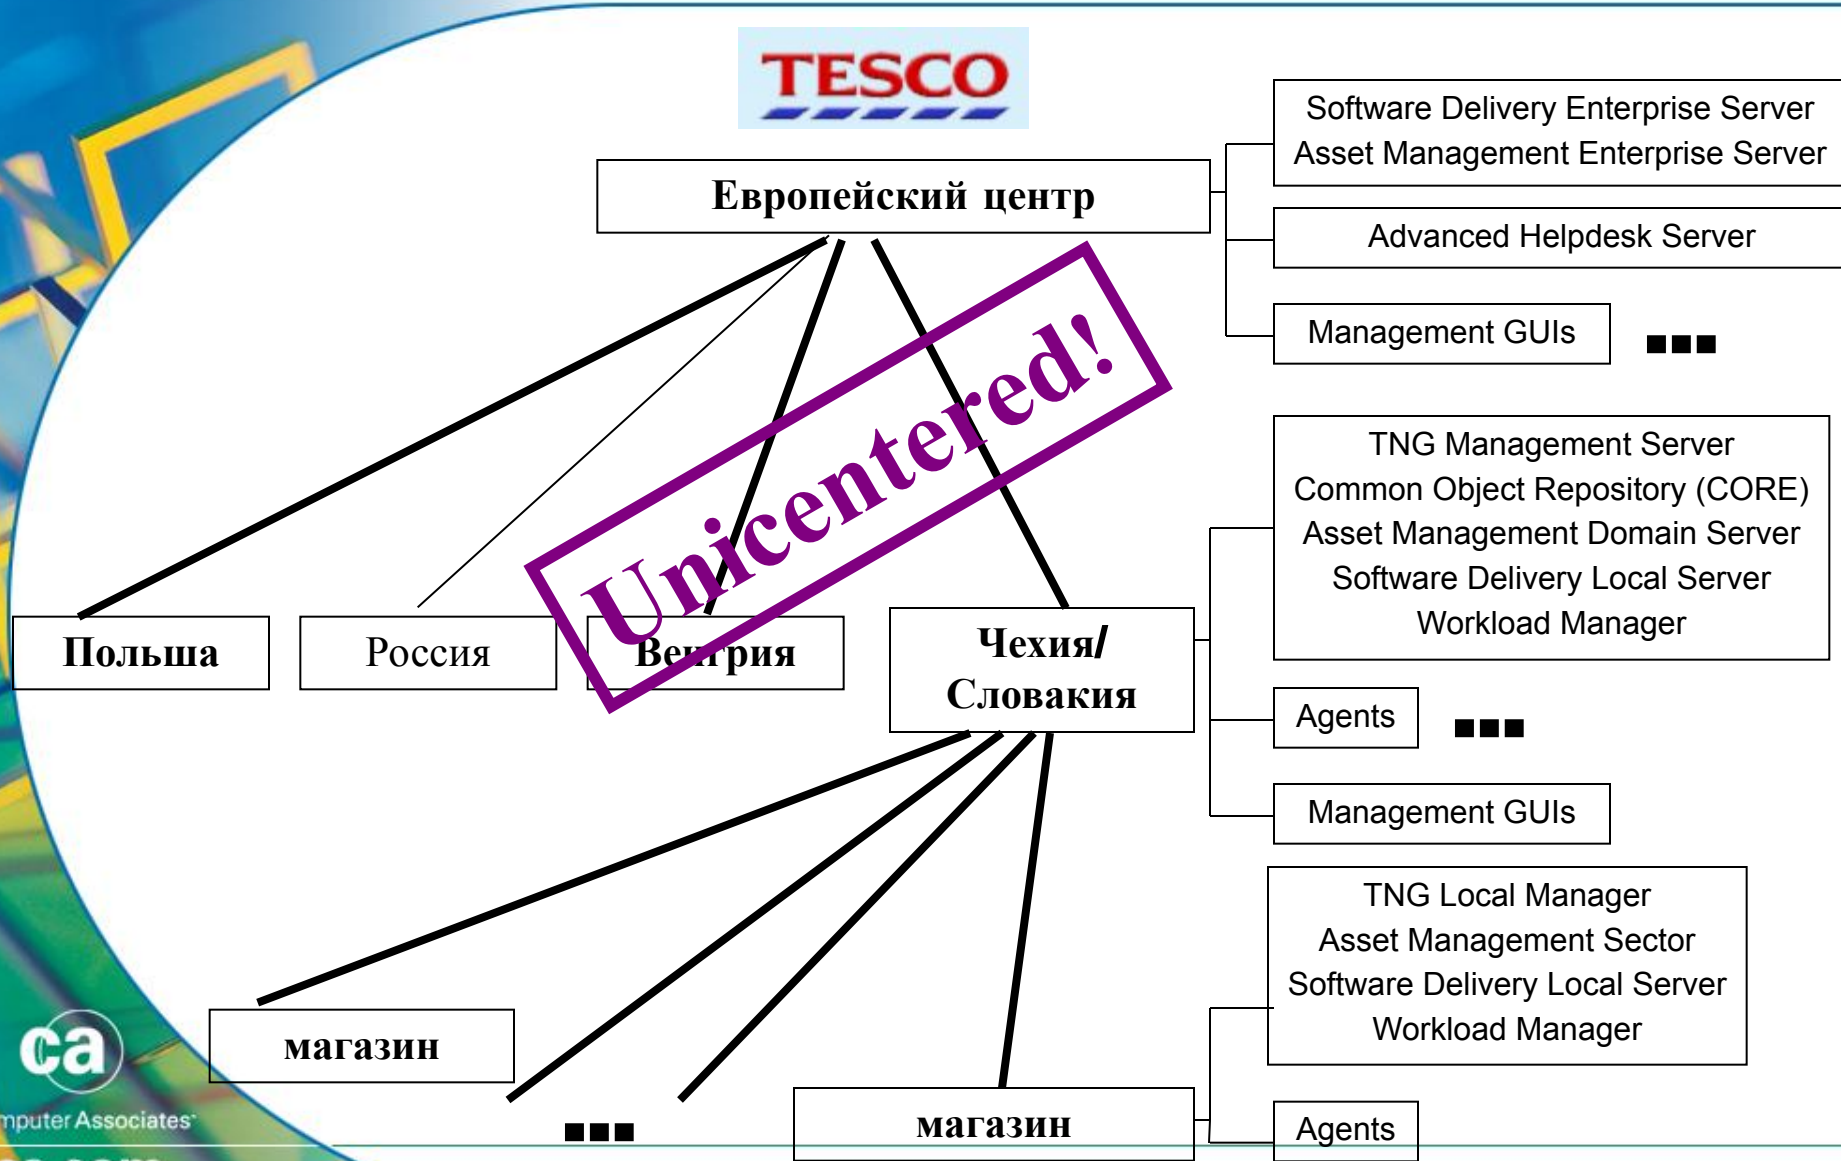 TESCO
Европейский центр
Software Delivery Enterprise Server
Asset Management Enterprise Server
Advanced Helpdesk Server
Management GUIs
Unicentered!
Польша
Россия
Венгрия
Чехия/
Словакия
TNG Management Server
Common Object Repository (CORE)
Asset Management Domain Server
Software Delivery Local Server
Workload Manager
Agents
Management GUIs
магазин
магазин
TNG Local Manager
Asset Management Sector
Software Delivery Local Server
Workload Manager
Agents
ca
mputer Associates